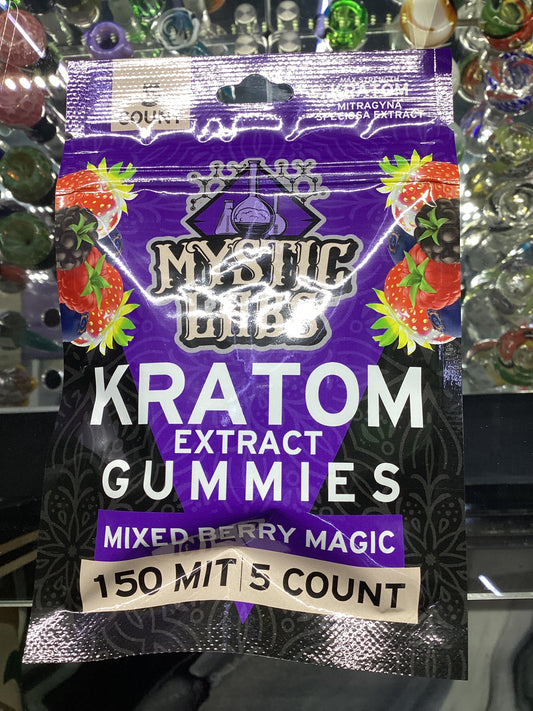 5
COUNT
MAX STRENGTH
KRATOM
MITRAGYNA
SPECIOSA EXTRACT
MYSTIC
LABS
KRATOM
EXTRACT
GUMMIES
MIXED BERRY MAGIC
150 MIT | 5 COUNT